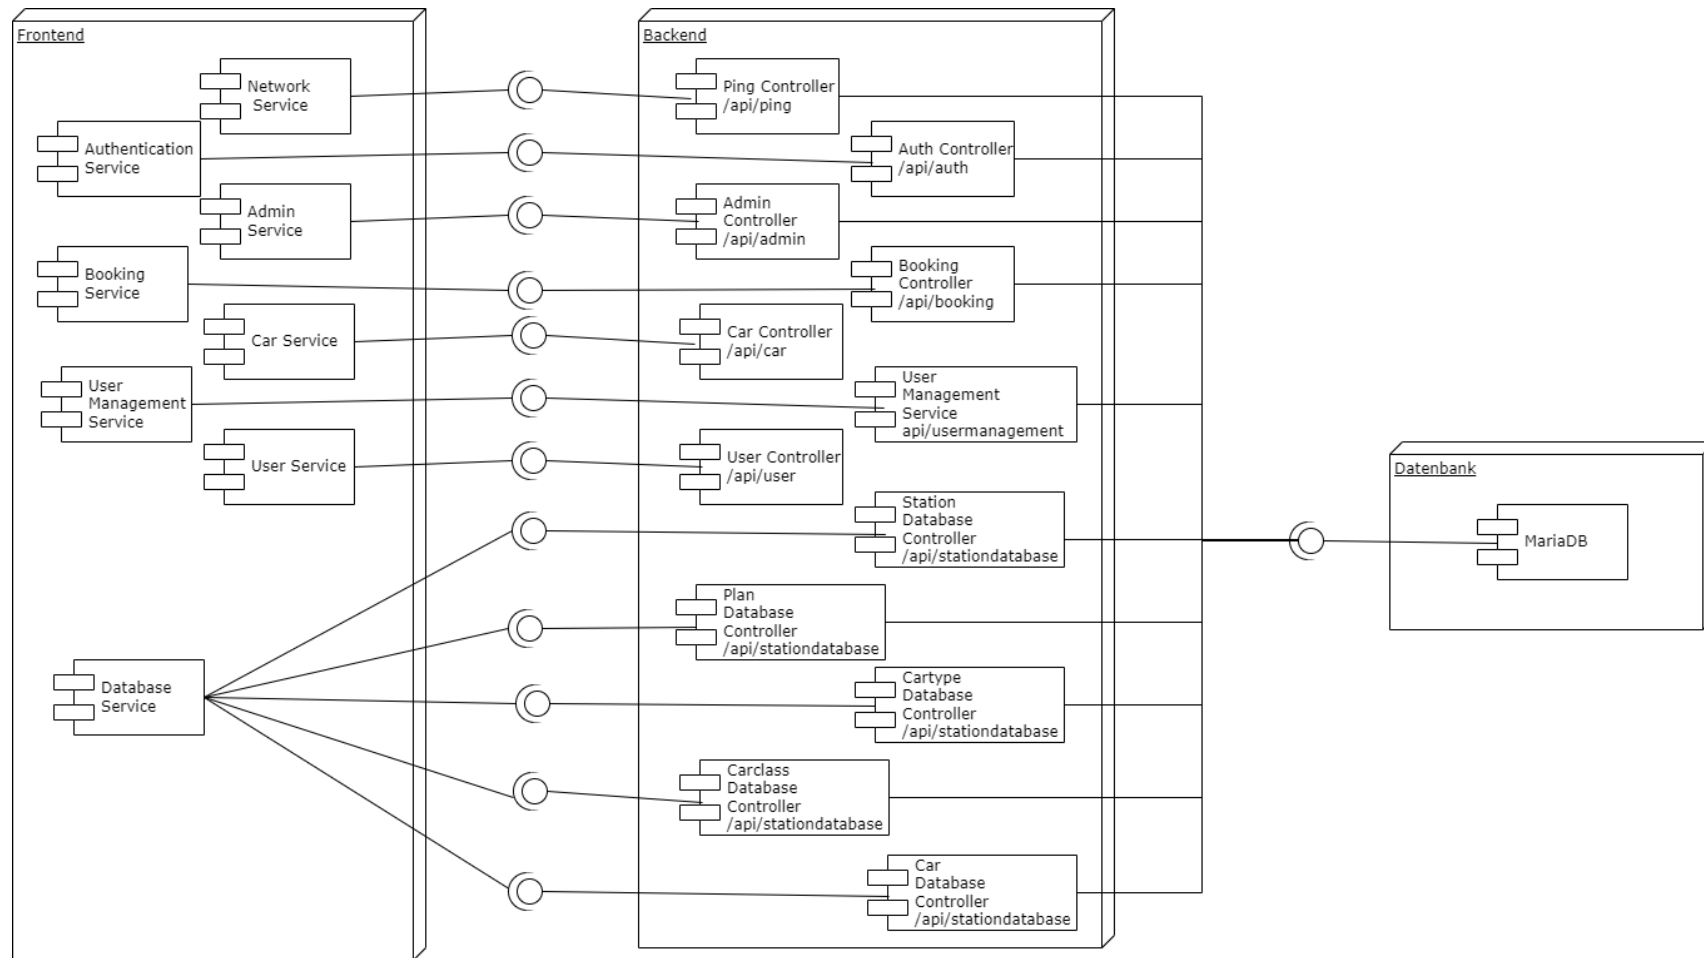 Frontend
Network
Service
Authentication
Service
Admin
Service
Booking
Service
Car Service
User
Management
Service
User Service
Database
Service
Backend
Ping Controller
/api/ping
Auth Controller
/api/auth
Admin
Controller
/api/admin
Booking
Controller
/api/booking
Car Controller
/api/car
User
Management
Service
api/usermanagement
User Controller
/api/user
Station
Database
Controller
/api/stationdatabase
Plan
Database
Controller
/api/stationdatabase
Cartype
Database
Controller
/api/stationdatabase
Carclass
Database
Controller
/api/stationdatabase
Car
Database
Controller
/api/stationdatabase
Datenbank
MariaDB